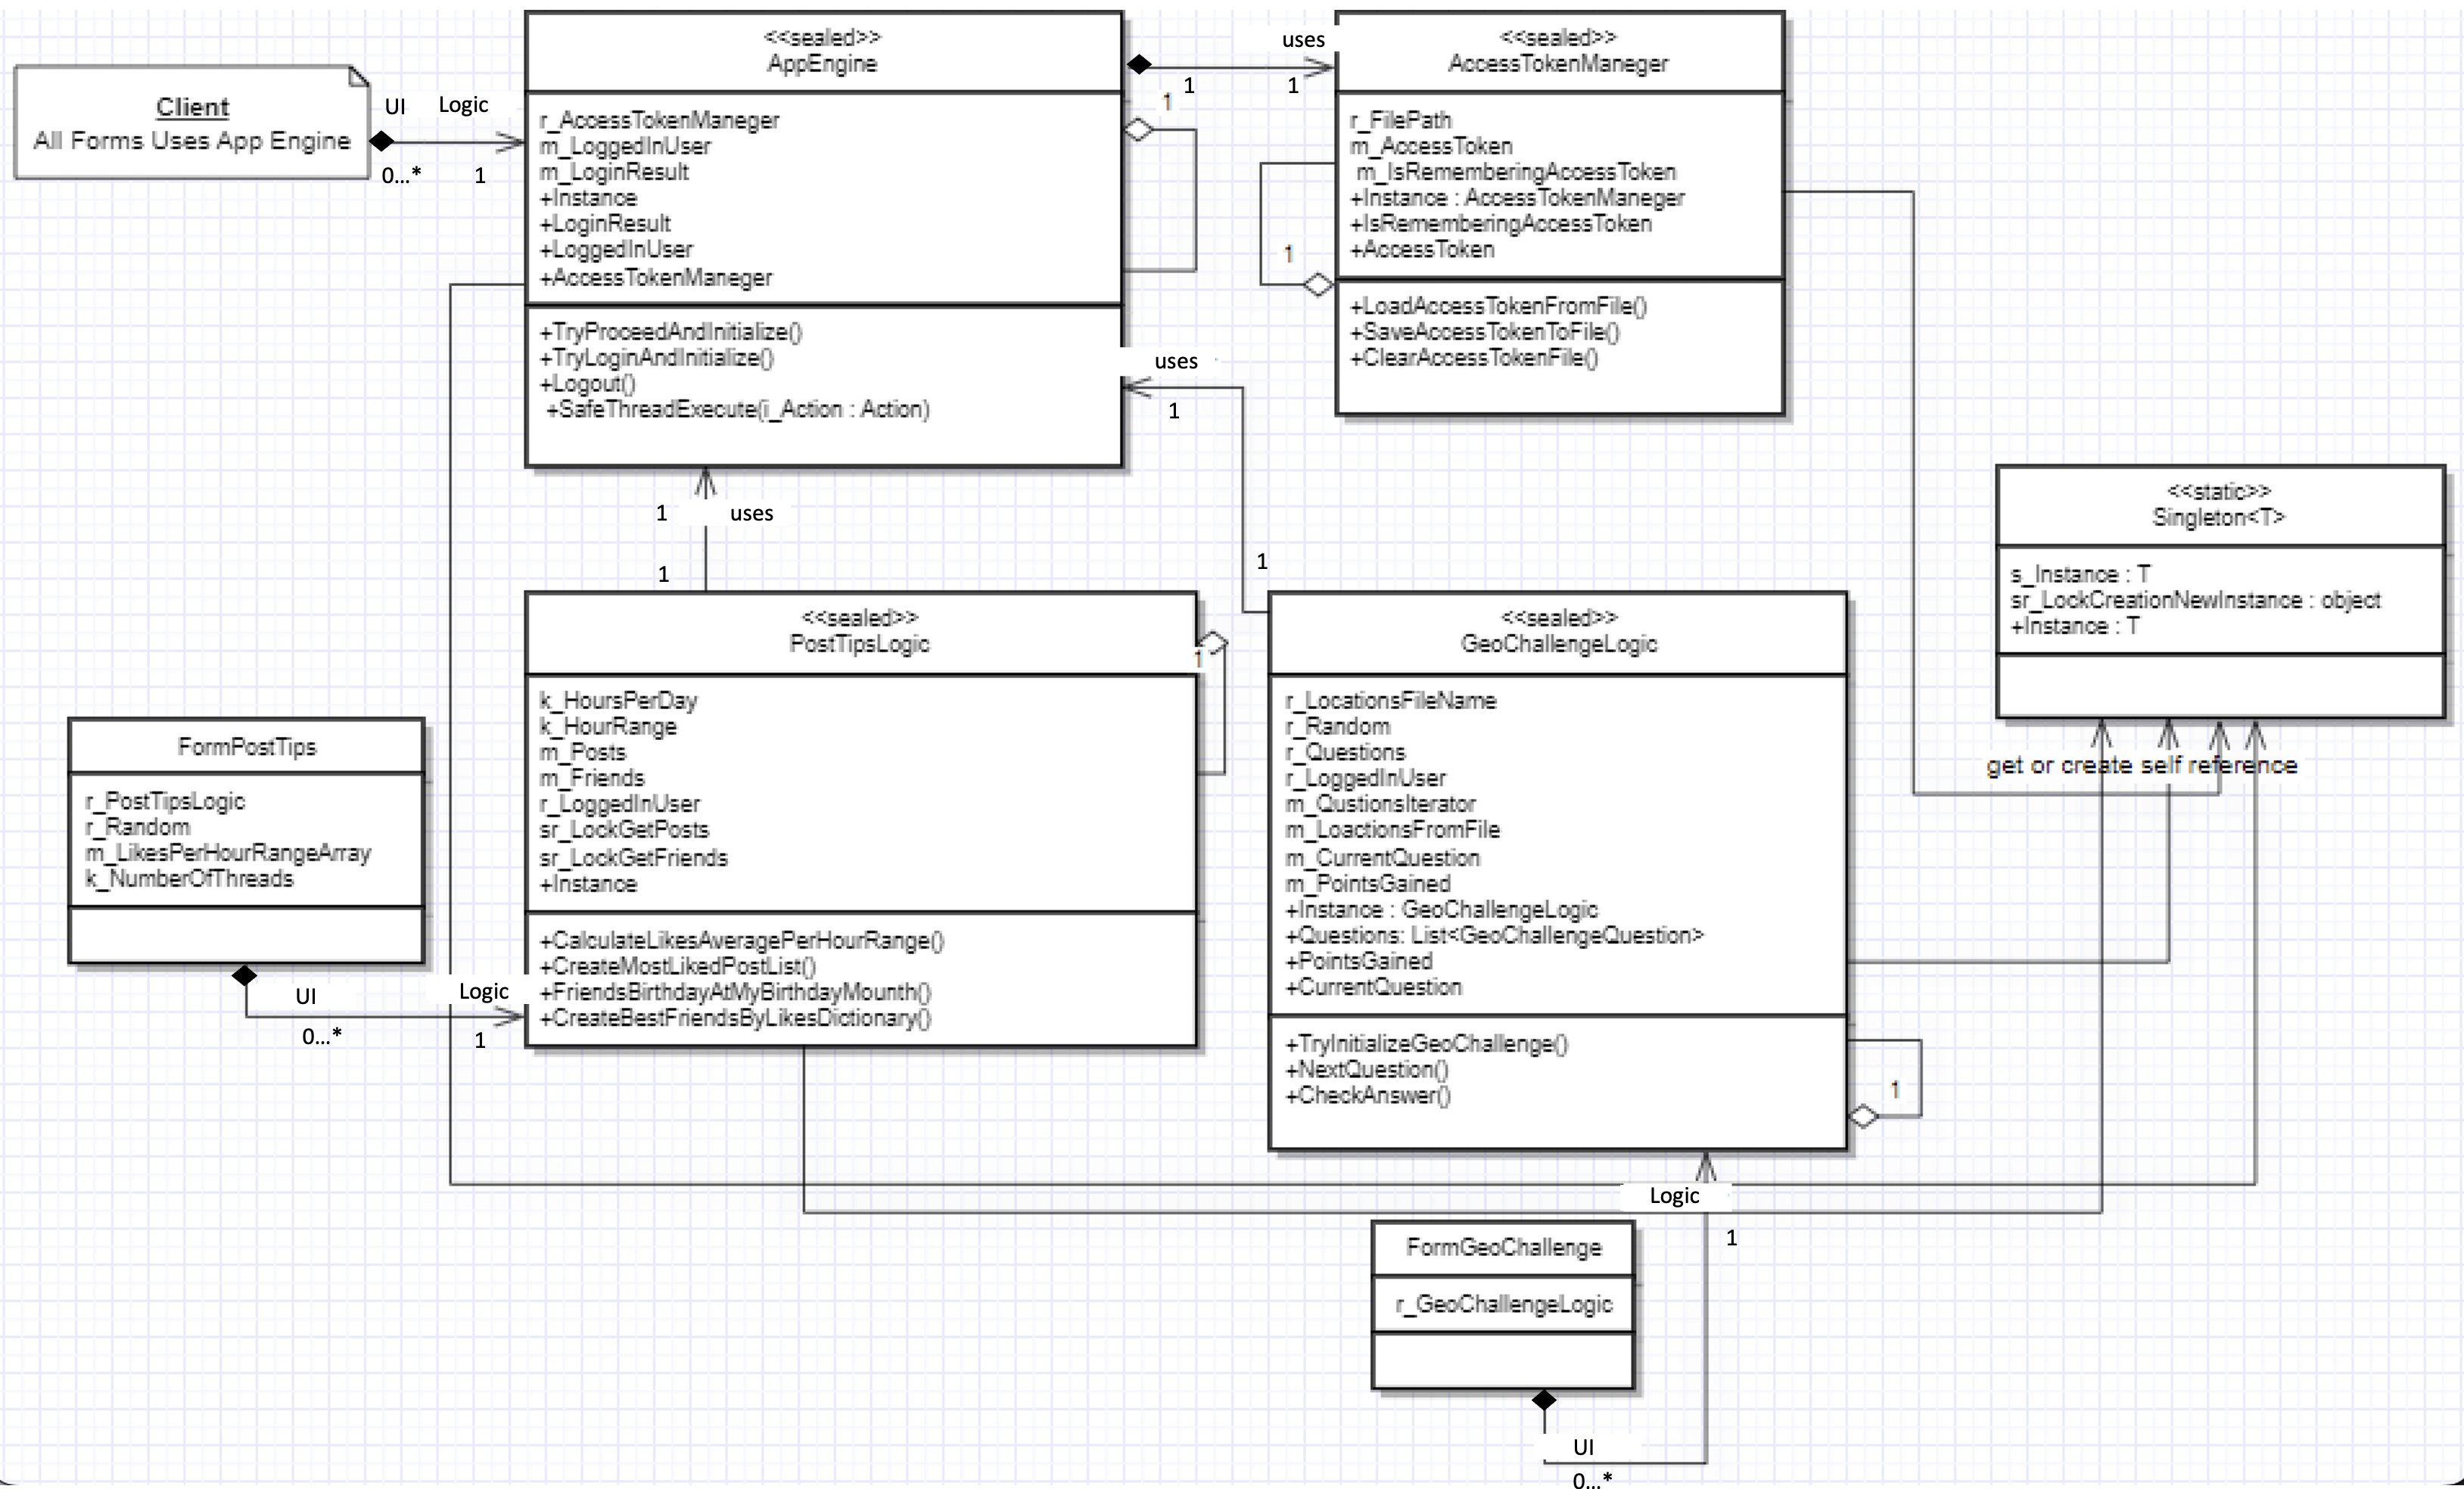 Client
All Forms Uses App Engine
UI
Logic
0...*
1
<<sealed>>
AppEngine
r_AccessTokenManeger
m_LoggedInUser
m_LoginResult
+Instance
+LoginResult
+LoggedInUser
+AccessTokenManeger
+TryProceedAndInitialize()
+TryLoginAndInitialize()
+Logout()
+SafeThreadExecute(i_Action : Action)
uses
1
1
1
<<sealed>>
AccessTokenManeger
r_FilePath
m_AccessToken
m_IsRememberingAccessToken
+Instance : AccessTokenManeger
+IsRememberingAccessToken
+AccessToken
1
+LoadAccessTokenFromFile()
+SaveAccessTokenToFile()
+ClearAccessTokenFile()
uses
1
1
1
uses
1
<<static>>
Singleton<T>
s_Instance : T
sr_LockCreationNewInstance : object
+Instance : T
get or create self reference
FormPostTips
r_PostTipsLogic
r_Random
m_LikesPerHourRangeArray
k_NumberOfThreads
UI
Logic
0...*
1
<<sealed>>
PostTipsLogic
1
k_HoursPerDay
k_HourRange
m_Posts
m_Friends
r_LoggedInUser
sr_LockGetPosts
sr_LockGetFriends
+Instance
+CalculateLikesAveragePerHourRange()
+CreateMostLikedPostList()
+FriendsBirthdayAtMyBirthdayMounth()
+CreateBestFriendsByLikesDictionary()
<<sealed>>
GeoChallengeLogic
r_LocationsFileName
r_Random
r_Questions
r_LoggedInUser
m_QustionsIterator
m_LoactionsFromFile
m_CurrentQuestion
m_PointsGained
+Instance : GeoChallengeLogic
+Questions: List<GeoChallengeQuestion>
+PointsGained
+CurrentQuestion
+TryInitializeGeoChallenge()
+NextQuestion()
+CheckAnswer()
1
Logic
1
FormGeoChallenge
r_GeoChallengeLogic
UI
0...*